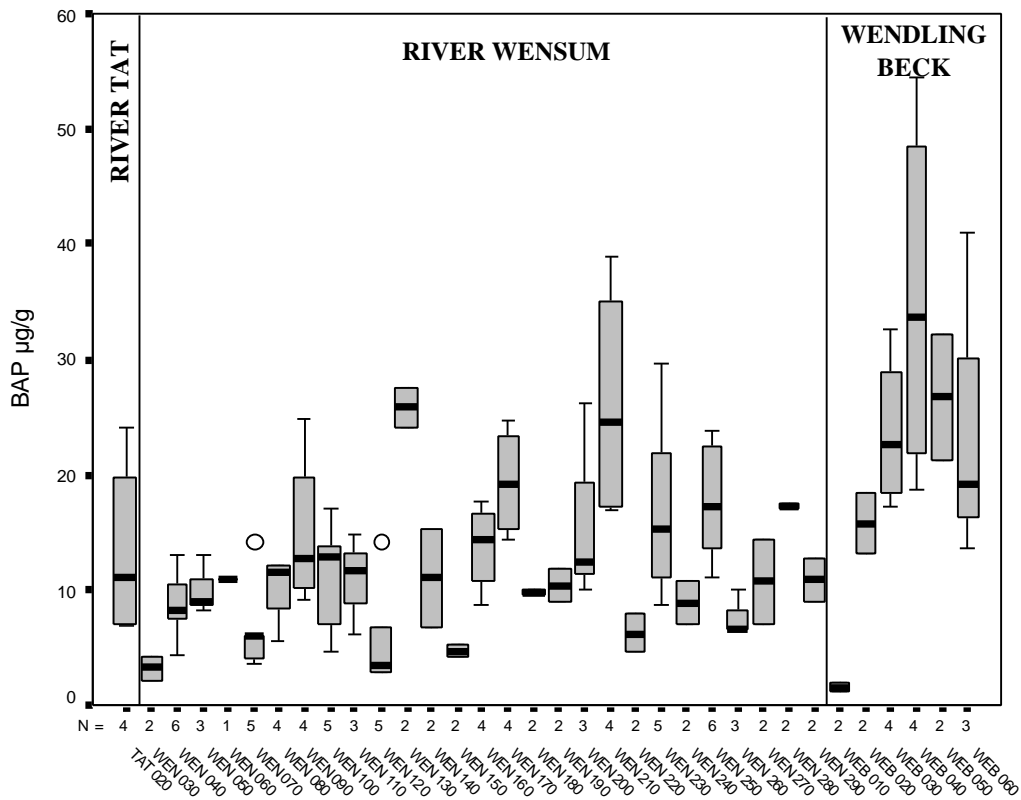 60
50
40
30
20
10
0
BAP µg/g
RIVER TAT
RIVER WENSUM
WENDLING
BECK
N = 4 2 6 3 1 5 4 4 5 3 5 2 2 2 4 4 2 2 3 4 2 5 2 6 3 2 2 2 2 2 4 4 2 3
TAT 020
WEN 030
WEN 040
WEN 050
WEN 060
WEN 070
WEN 080
WEN 090
WEN 100
WEN 110
WEN 120
WEN 130
WEN 140
WEN 150
WEN 160
WEN 170
WEN 180
WEN 190
WEN 200
WEN 210
WEN 220
WEN 230
WEN 240
WEN 250
WEN 260
WEN 270
WEN 280
WEN 290
WEB 010
WEB 020
WEB 030
WEB 040
WEB 050
WEB 060